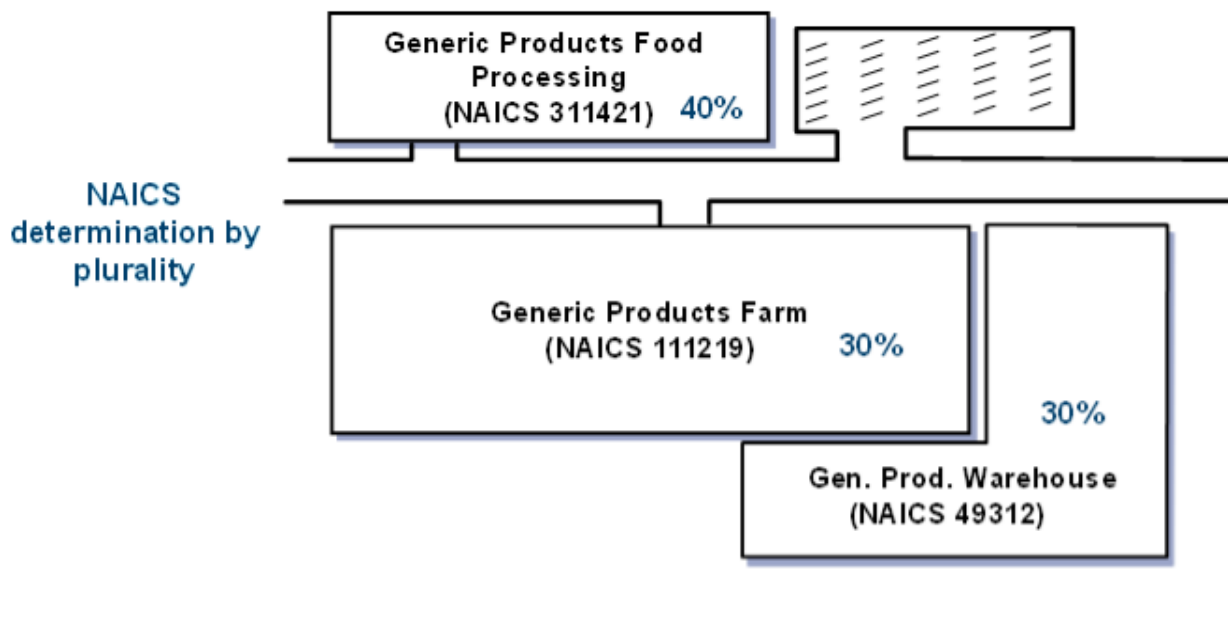 Generic Products Food
Processing
(NAICS 311421) 40%
NAICS
determination by
plurality
Generic Products Farm
(NAICS 111219) 30%
30%
Gen. Prod. Warehouse
(NAICS 49312)